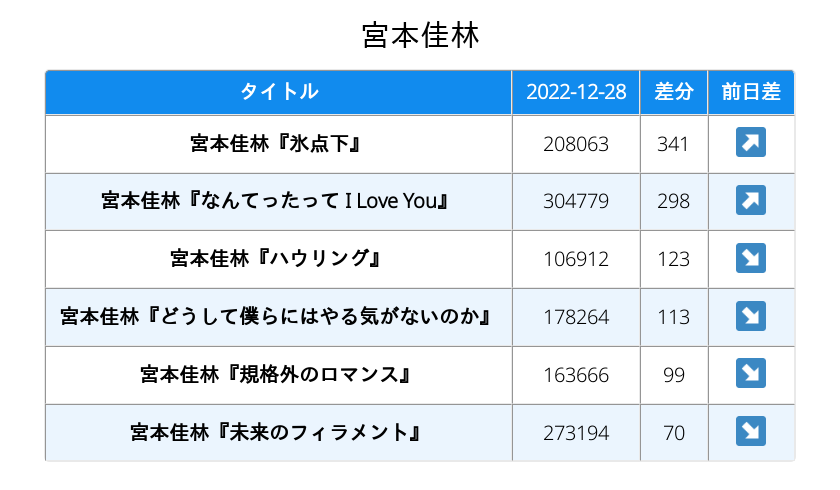 宮本佳林
タイトル 2022-12-28 差分 前日差
宮本佳林『氷点下』 208063 341 ↗
宮本佳林『なんてったって I Love You』 304779 298 ↗
宮本佳林『ハウリング』 106912 123 ↘
宮本佳林『どうして僕らにはやる気がないのか』 178264 113 ↘
宮本佳林『規格外のロマンス』 163666 99 ↘
宮本佳林『未来のフィラメント』 273194 70 ↘